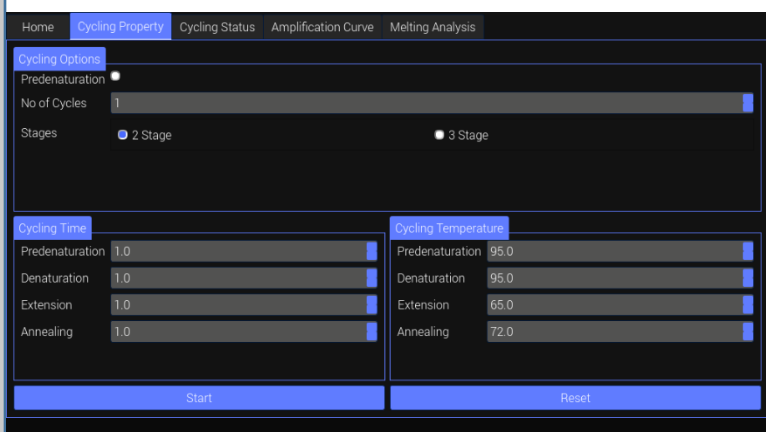 Home Cycling Property Cycling Status Amplification Curve Melting Analysis
Cycling Options
Predenaturation
No of Cycles 1
Stages 2 Stage 3 Stage
Cycling Time
Predenaturation 1.0
Denaturation 1.0
Extension 1.0
Annealing 1.0
Cycling Temperature
Predenaturation 95.0
Denaturation 95.0
Extension 65.0
Annealing 72.0
Start Reset